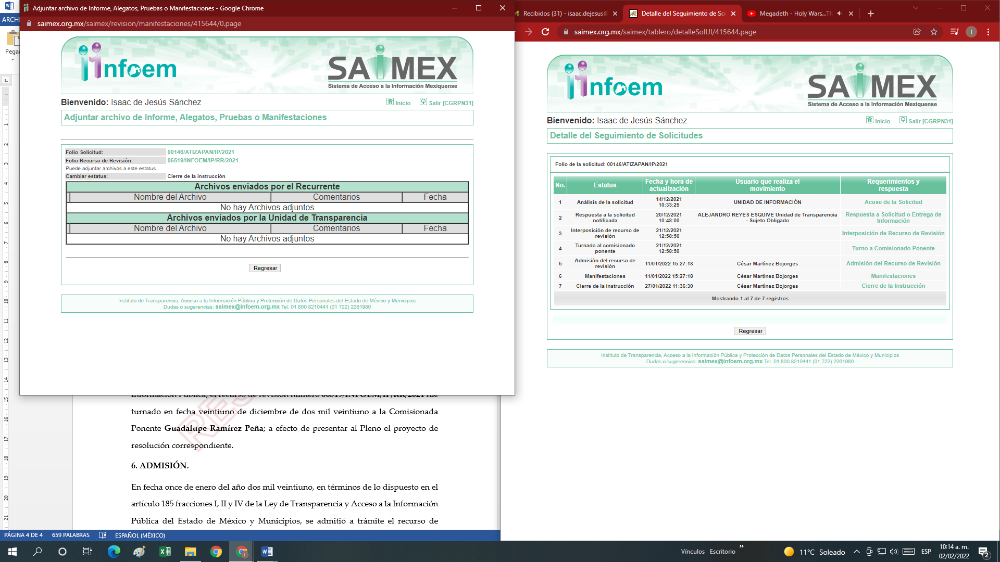 Adjuntar archivo de Informe, Alegatos, Pruebas o Manifestaciones - Google Chrome
saimex.org.mx/saimex/revision/manifestaciones/415644/0.page
infoem
SAIMEX
Sistema de Acceso a la Información Mexiquense
Bienvenido: Isaac de Jesús Sánchez
Inicio Salir [CGRPN31]
Adjuntar archivo de Informe, Alegatos, Pruebas o Manifestaciones
Folio Solicitud: 00146/ATIZAPAN/IP/2021
Folio Recurso de Revisión: 06519/INFOEM/IP/RR/2021
Puede adjuntar archivos a este estatus
Cambiar estatus: Cierre de la instrucción
Archivos enviados por el Recurrente
Nombre del Archivo Comentarios Fecha
No hay Archivos adjuntos
Archivos enviados por la Unidad de Transparencia
Nombre del Archivo Comentarios Fecha
No hay Archivos adjuntos
Regresar
Instituto de Transparencia, Acceso a la Información Pública y Protección de Datos Personales del Estado de México y Municipios
Dudas o sugerencias: saimex@infoem.org.mx Tel. 01 800 8210441 (01 722) 2261980
ARCH
Pega
Información Pública, el recurso de revisión número 06519/INFOEM/IP/RR/2021 fue
turnado en fecha veintiuno de diciembre de dos mil veintiuno a la Comisionada
Ponente Guadalupe Ramírez Peña; a efecto de presentar al Pleno el proyecto de
resolución correspondiente.
6. ADMISIÓN.
En fecha once de enero del año dos mil veintiuno, en términos de lo dispuesto en el
artículo 185 fracciones I, II y IV de la Ley de Transparencia y Acceso a la Información
Pública del Estado de México y Municipios, se admitió a trámite el recurso de
PÁGINA 4 DE 4 659 PALABRAS ESPAÑOL (MÉXICO)
Recibidos (31) - isaac.dejesus@
Detalle del Seguimiento de Sol
Megadeth - Holy Wars...Th
saimex.org.mx/saimex/tablero/detalleSolUI/415644.page
I
infoem
SAIMEX
Sistema de Acceso a la Información Mexiquense
Bienvenido: Isaac de Jesús Sánchez
Inicio Salir [CGRPN31]
Detalle del Seguimiento de Solicitudes
Folio de la solicitud: 00146/ATIZAPAN/IP/2021
No. Estatus Fecha y hora de actualización Usuario que realiza el movimiento Requerimientos y respuesta
1 Análisis de la solicitud 14/12/2021 10:33:25 UNIDAD DE INFORMACIÓN Acuse de la Solicitud
2 Respuesta a la solicitud notificada 20/12/2021 10:48:00 ALEJANDRO REYES ESQUIVE Unidad de Transparencia - Sujeto Obligado Respuesta a Solicitud o Entrega de Información
3 Interposición de recurso de revisión 21/12/2021 12:58:50 Interposición de Recurso de Revisión
4 Turnado al comisionado ponente 21/12/2021 12:58:50 Turno a Comisionado Ponente
5 Admisión del recurso de revisión 11/01/2022 15:27:18 César Martínez Bojorges Admisión del Recurso de Revisión
6 Manifestaciones 11/01/2022 15:27:18 César Martínez Bojorges Manifestaciones
7 Cierre de la instrucción 27/01/2022 11:36:30 César Martínez Bojorges Cierre de la Instrucción
Mostrando 1 al 7 de 7 registros
Regresar
Instituto de Transparencia, Acceso a la Información Pública y Protección de Datos Personales del Estado de México y Municipios
Dudas o sugerencias: saimex@infoem.org.mx Tel. 01 800 8210441 (01 722) 2261980
Vínculos Escritorio
11°C Soleado
ESP
10:14 a. m.
02/02/2022
2